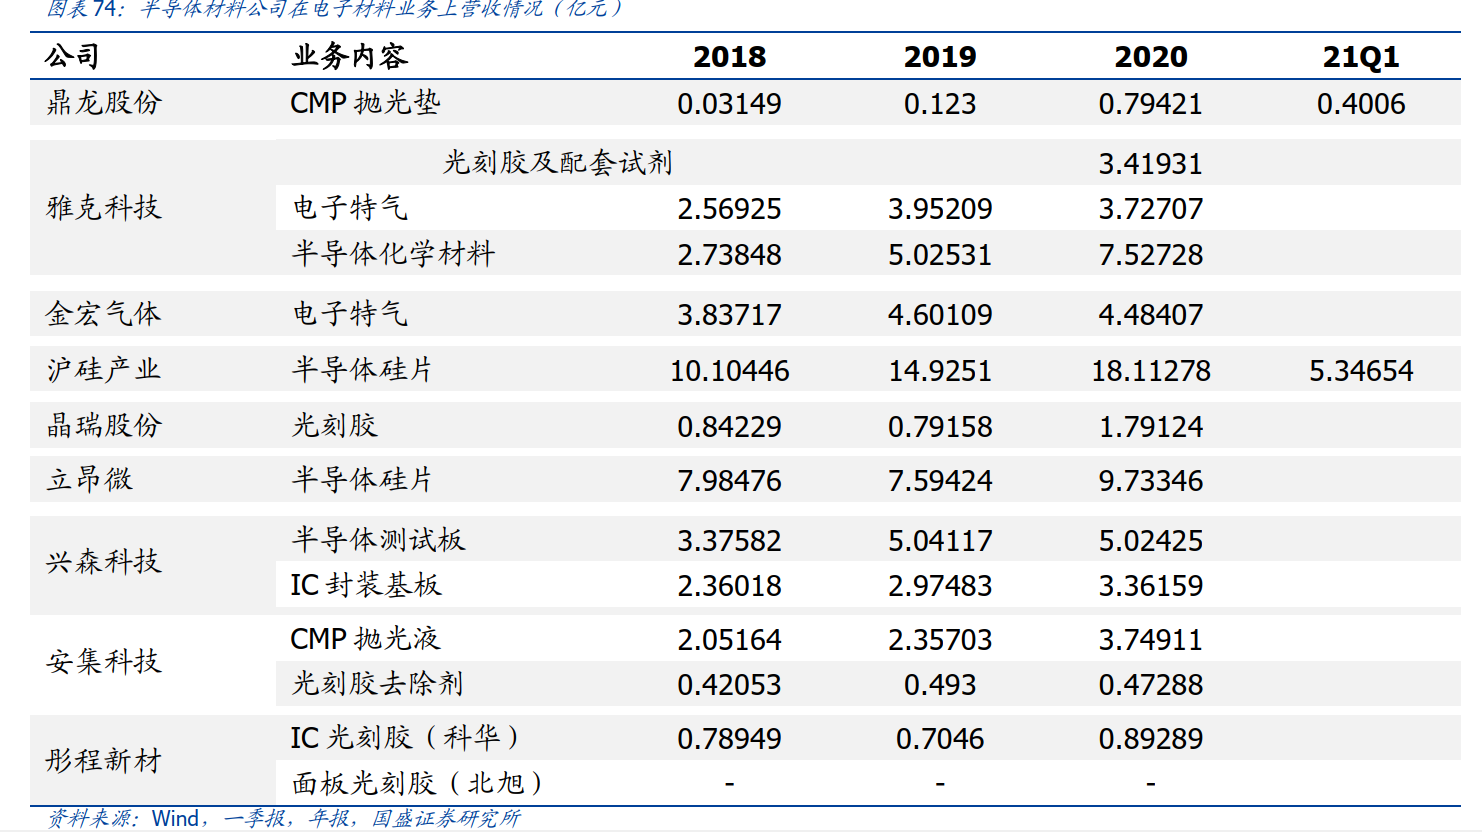 图表 74：半导体材料公司在电子材料业务上营收情况（亿元）
公司 业务内容 2018 2019 2020 21Q1
鼎龙股份 CMP 抛光垫 0.03149 0.123 0.79421 0.4006
光刻胶及配套试剂 3.41931
雅克科技 电子特气 2.56925 3.95209 3.72707
半导体化学材料 2.73848 5.02531 7.52728
金宏气体 电子特气 3.83717 4.60109 4.48407
沪硅产业 半导体硅片 10.10446 14.9251 18.11278 5.34654
晶瑞股份 光刻胶 0.84229 0.79158 1.79124
立昂微 半导体硅片 7.98476 7.59424 9.73346
兴森科技 半导体测试板 3.37582 5.04117 5.02425
IC 封装基板 2.36018 2.97483 3.36159
安集科技 CMP 抛光液 2.05164 2.35703 3.74911
光刻胶去除剂 0.42053 0.493 0.47288
彤程新材 IC 光刻胶（科华） 0.78949 0.7046 0.89289
面板光刻胶（北旭） - - -
资料来源：Wind，一季报，年报，国盛证券研究所